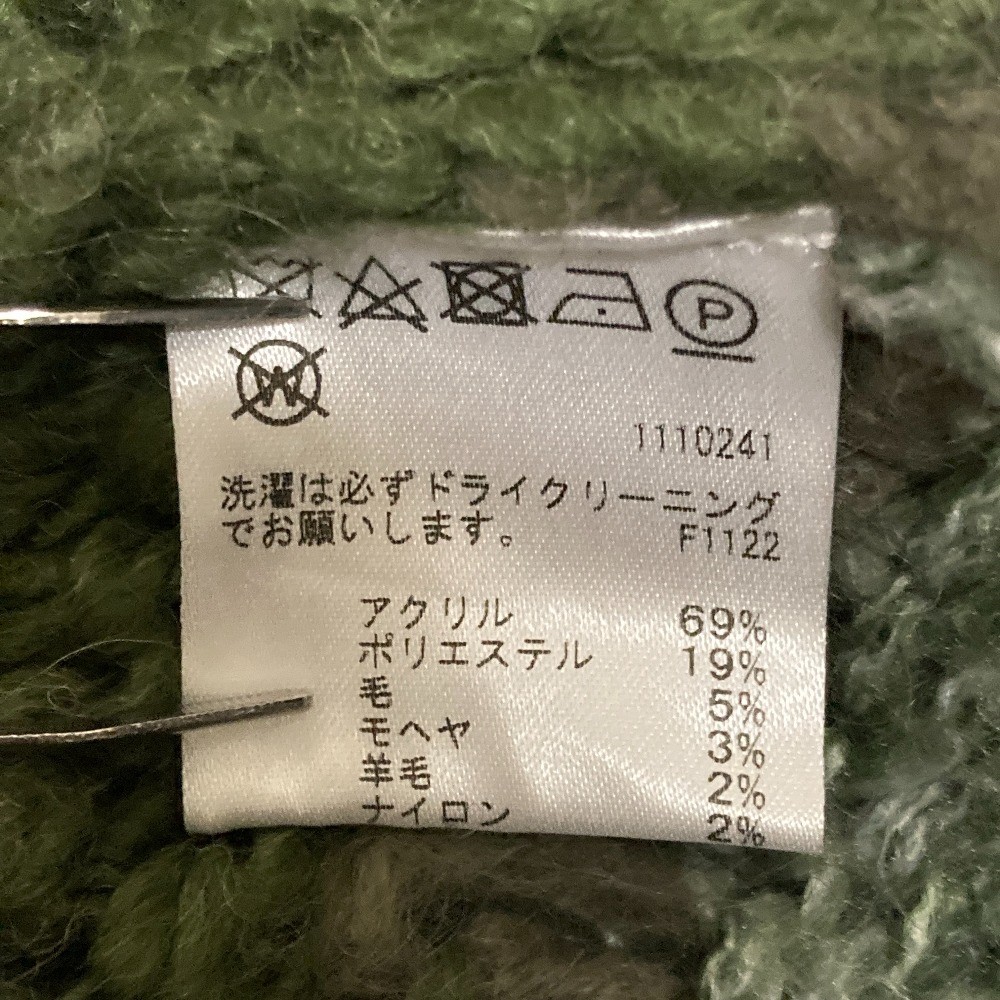 P
W
1110241
洗濯は必ずドライクリーニング
でお願いします。
F1122
アクリル 69%
ポリエステル 19%
毛 5%
モヘヤ 3%
羊毛 2%
ナイロン 2%